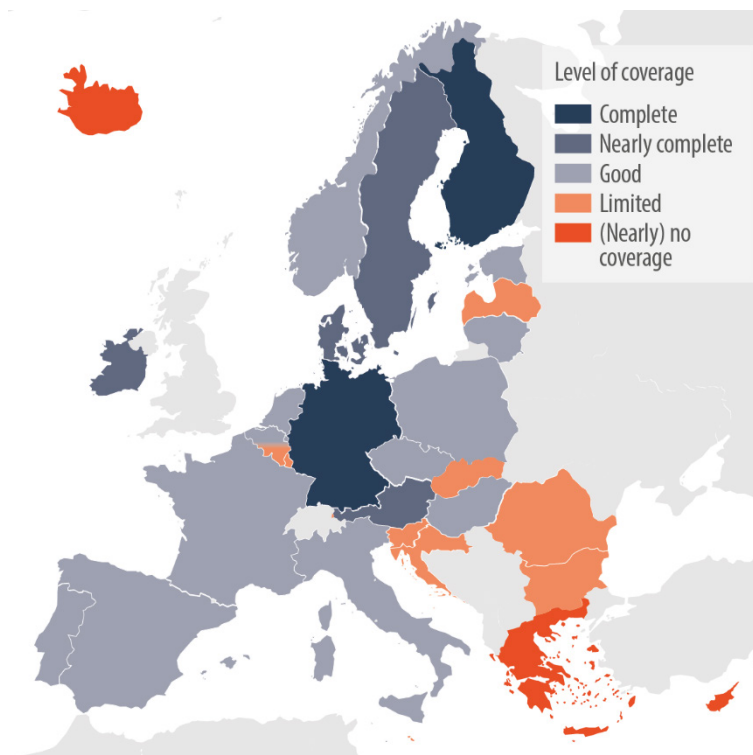 Level of coverage
Complete
Nearly complete
Good
Limited
(Nearly) no
coverage